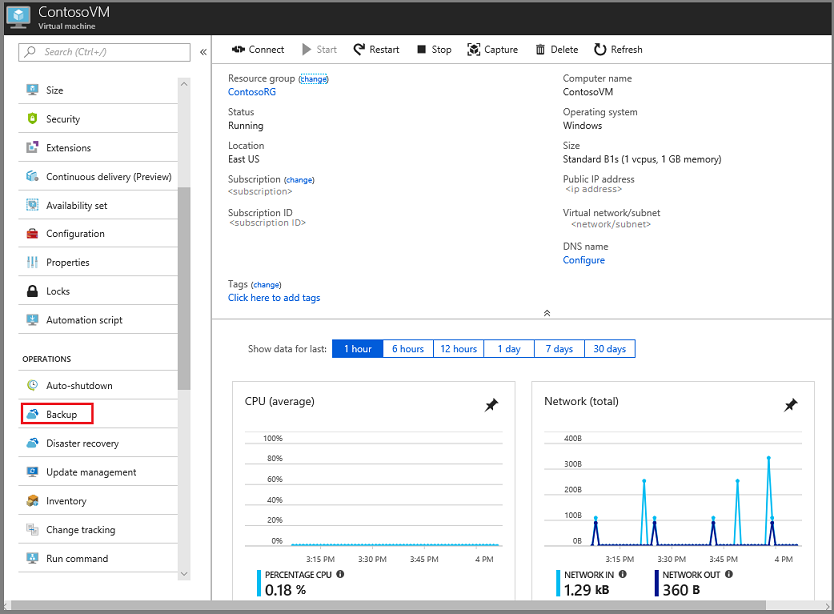 ContosoVM
Virtual machine
Search (Ctrl+/)
«
Size
Security
Extensions
Continuous delivery (Preview)
Availability set
Configuration
Properties
Locks
Automation script
OPERATIONS
Auto-shutdown
Backup
Disaster recovery
Update management
Inventory
Change tracking
Run command
Connect Start Restart Stop Capture Delete Refresh
Resource group (change)
ContosoRG
Status
Running
Location
East US
Subscription (change)
<subscription>
Subscription ID
<subscription ID>
Computer name
ContosoVM
Operating system
Windows
Size
Standard B1s (1 vcpus, 1 GB memory)
Public IP address
<ip address>
Virtual network/subnet
<network/subnet>
DNS name
Configure
Tags (change)
Click here to add tags
Show data for last: 1 hour 6 hours 12 hours 1 day 7 days 30 days
CPU (average)
100%
80%
60%
40%
20%
0%
3:15 PM 3:30 PM 3:45 PM 4 PM
PERCENTAGE CPU
0.18 %
Network (total)
400B
300B
200B
100B
0B
3:15 PM 3:30 PM 3:45 PM 4 PM
NETWORK IN
1.29 kB
NETWORK OUT
360 B